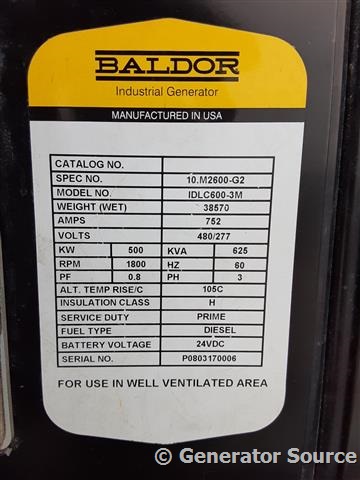 BALDOR
Industrial Generator
MANUFACTURED IN USA
CATALOG NO.
SPEC NO. 10.M2600-G2
MODEL NO. IDLC600-3M
WEIGHT (WET) 38570
AMPS 752
VOLTS 480/277
KW 500 KVA 625
RPM 1800 HZ 60
PF 0.8 PH 3
ALT. TEMP RISE/C 105C
INSULATION CLASS H
SERVICE DUTY PRIME
FUEL TYPE DIESEL
BATTERY VOLTAGE 24VDC
SERIAL NO. P0803170006
FOR USE IN WELL VENTILATED AREA
© Generator Source